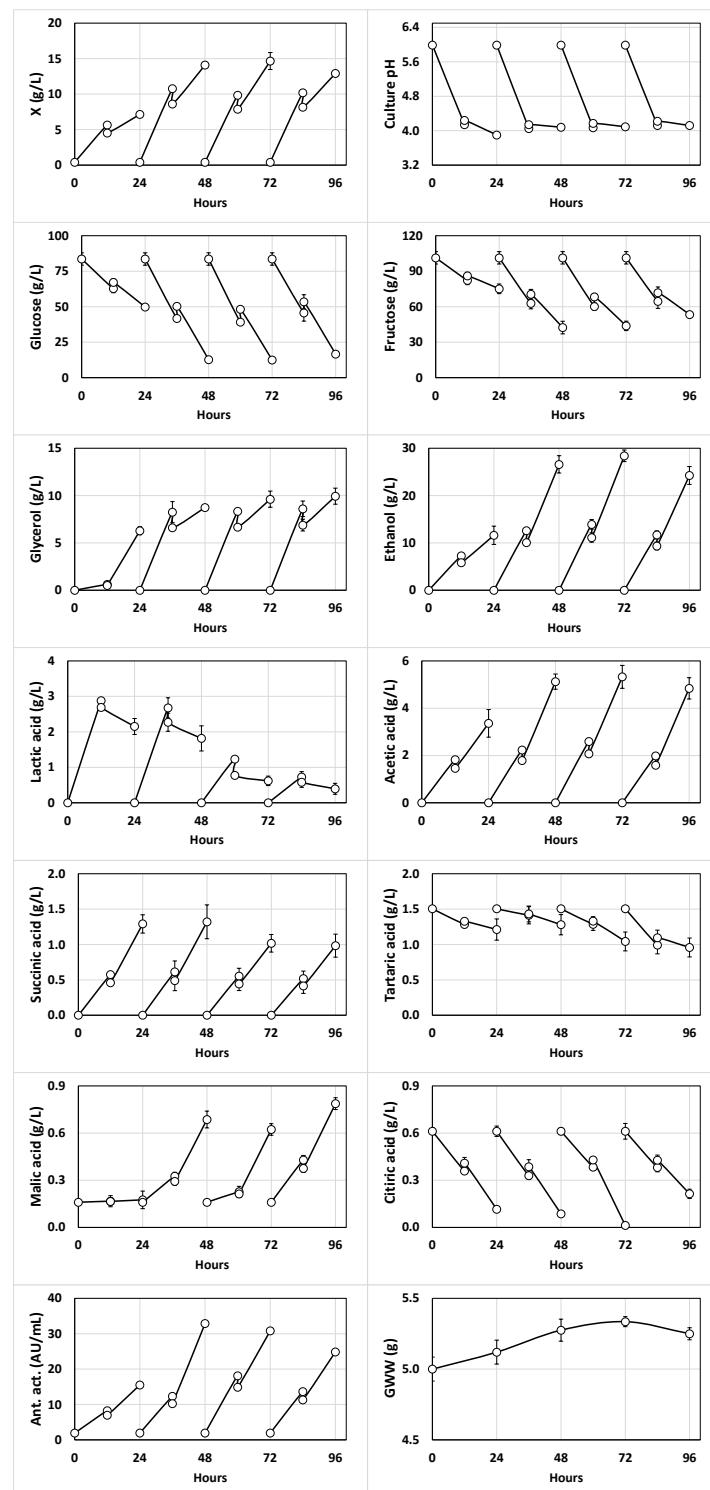 X (g/L)
20
15
10
5
0
0 24 48 72 96
Hours
Culture pH
6.4
5.6
4.8
4.0
3.2
0 24 48 72 96
Hours
Glucose (g/L)
100
75
50
25
0
0 24 48 72 96
Hours
Fructose (g/L)
120
90
60
30
0
0 24 48 72 96
Hours
Glycerol (g/L)
15
10
5
0
0 24 48 72 96
Hours
Ethanol (g/L)
30
20
10
0
0 24 48 72 96
Hours
Lactic acid (g/L)
4
3
2
1
0
0 24 48 72 96
Hours
Acetic acid (g/L)
6
4
2
0
0 24 48 72 96
Hours
Succinic acid (g/L)
2.0
1.5
1.0
0.5
0.0
0 24 48 72 96
Hours
Tartaric acid (g/L)
2.0
1.5
1.0
0.5
0.0
0 24 48 72 96
Hours
Malic acid (g/L)
0.9
0.6
0.3
0.0
0 24 48 72 96
Hours
Citiric acid (g/L)
0.9
0.6
0.3
0.0
0 24 48 72 96
Hours
Ant. act. (AU/mL)
40
30
20
10
0
0 24 48 72 96
Hours
GWW (g)
5.5
5.0
4.5
0 24 48 72 96
Hours